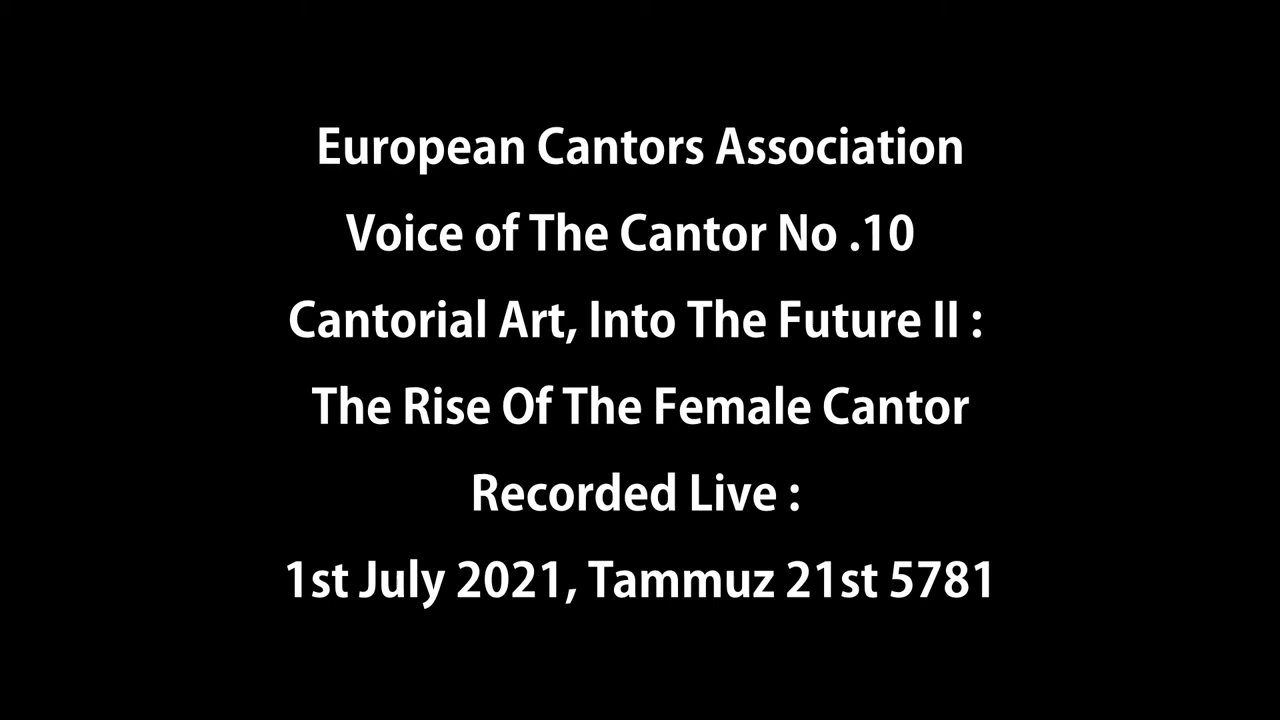 European Cantors Association
Voice of The Cantor No .10
Cantorial Art, Into The Future II :
The Rise Of The Female Cantor
Recorded Live :
1st July 2021, Tammuz 21st 5781